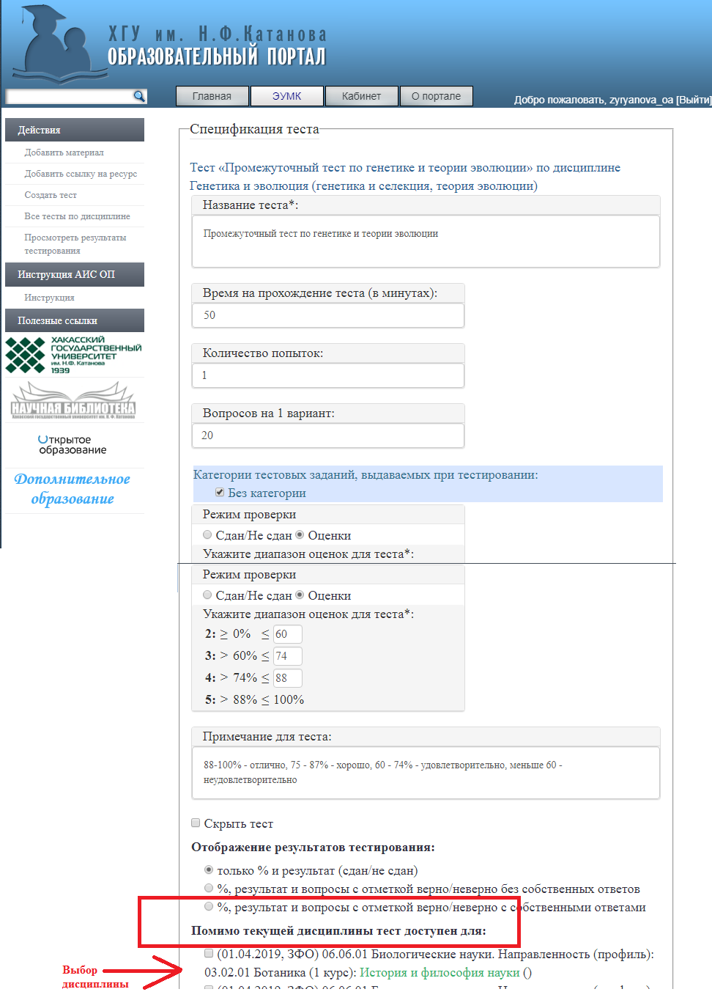 ХГУ им. Н.Ф.Катанова
ОБРАЗОВАТЕЛЬНЫЙ ПОРТАЛ
Главная
ЭУМК
Кабинет
О портале
Добро пожаловать, zyryanova_oa [Выйти]
Действия
Добавить материал
Добавить ссылку на ресурс
Создать тест
Все тесты по дисциплине
Просмотреть результаты
тестирования
Инструкция АИС ОП
Инструкция
Полезные ссылки
ХАКАССКИЙ
ГОСУДАРСТВЕННЫЙ
УНИВЕРСИТЕТ
им. Н.Ф. Катанова
1939
НАУЧНАЯ БИБЛИОТЕКА
Хакасский государственный университет им. Н. Ф. Катанова
Открытое
образование
Дополнительное
образование
Спецификация теста
Тест «Промежуточный тест по генетике и теории эволюции» по дисциплине
Генетика и эволюция (генетика и селекция, теория эволюции)
Название теста*:
Промежуточный тест по генетике и теории эволюции
Время на прохождение теста (в минутах):
50
Количество попыток:
1
Вопросов на 1 вариант:
20
Категории тестовых заданий, выдаваемых при тестировании:
Без категории
Режим проверки
Сдан/Не сдан Оценки
Укажите диапазон оценок для теста*:
Режим проверки
Сдан/Не сдан Оценки
Укажите диапазон оценок для теста*:
2: ≥ 0% ≤ 60
3: > 60% ≤ 74
4: > 74% ≤ 88
5: > 88% ≤ 100%
Примечание для теста:
88-100% - отлично, 75 - 87% - хорошо, 60 - 74% - удовлетворительно, меньше 60 -
неудовлетворительно
Скрыть тест
Отображение результатов тестирования:
только % и результат (сдан/не сдан)
%, результат и вопросы с отметкой верно/неверно без собственных ответов
%, результат и вопросы с отметкой верно/неверно с собственными ответами
Помимо текущей дисциплины тест доступен для:
(01.04.2019, ЗФО) 06.06.01 Биологические науки. Направленность (профиль):
03.02.01 Ботаника (1 курс): История и философия науки ()
Выбор
дисциплины